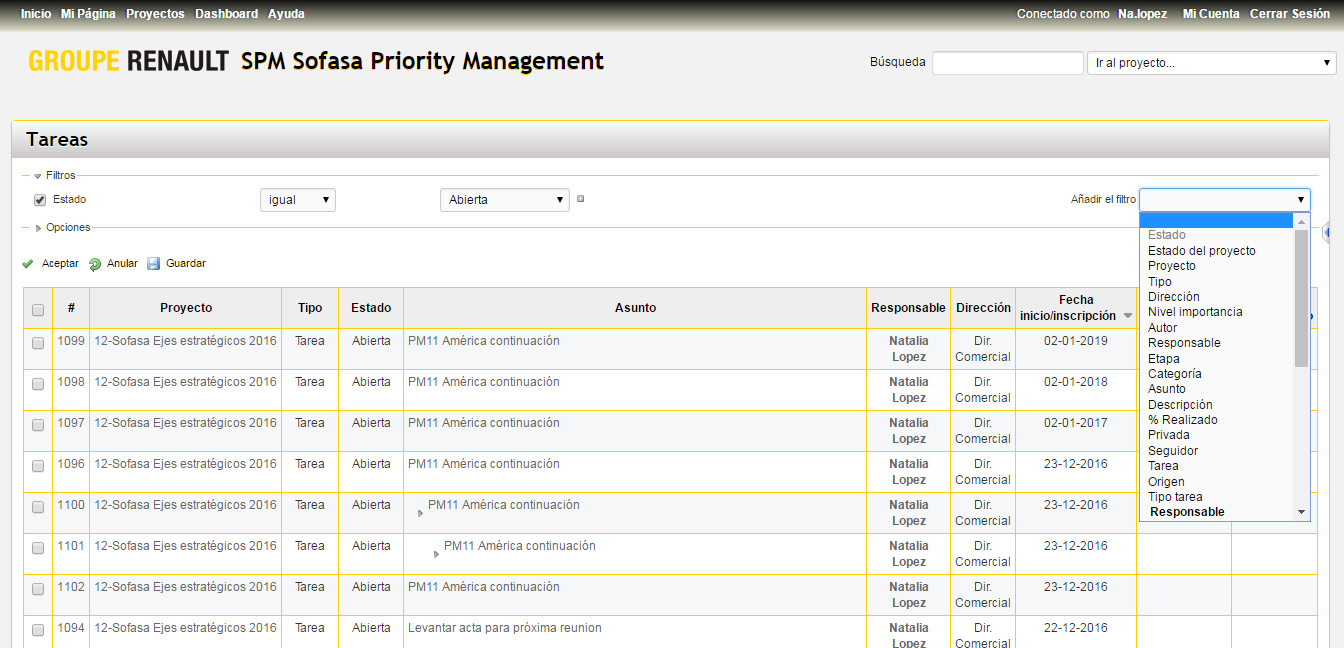 Inicio Mi Página Proyectos Dashboard Ayuda Conectado como Na.lopez Mi Cuenta Cerrar Sesión
GROUPE RENAULT SPM Sofasa Priority Management Búsqueda Ir al proyecto...
Tareas
Filtros
Estado igual Abierta Añadir el filtro
Opciones
Aceptar Anular Guardar
Estado
Estado del proyecto
Proyecto
Tipo
Dirección
Nivel importancia
Autor
Responsable
Etapa
Categoría
Asunto
Descripción
% Realizado
Privada
Seguidor
Tarea
Origen
Tipo tarea
Responsable
# Proyecto Tipo Estado Asunto Responsable Dirección Fecha
inicio/inscripción
1099 12-Sofasa Ejes estratégicos 2016 Tarea Abierta PM11 América continuación Natalia Dir. 02-01-2019
Lopez Comercial
1098 12-Sofasa Ejes estratégicos 2016 Tarea Abierta PM11 América continuación Natalia Dir. 02-01-2018
Lopez Comercial
1097 12-Sofasa Ejes estratégicos 2016 Tarea Abierta PM11 América continuación Natalia Dir. 02-01-2017
Lopez Comercial
1096 12-Sofasa Ejes estratégicos 2016 Tarea Abierta PM11 América continuación Natalia Dir. 23-12-2016
Lopez Comercial
1100 12-Sofasa Ejes estratégicos 2016 Tarea Abierta PM11 América continuación Natalia Dir. 23-12-2016
Lopez Comercial
1101 12-Sofasa Ejes estratégicos 2016 Tarea Abierta PM11 América continuación Natalia Dir. 23-12-2016
Lopez Comercial
1102 12-Sofasa Ejes estratégicos 2016 Tarea Abierta PM11 América continuación Natalia Dir. 23-12-2016
Lopez Comercial
1094 12-Sofasa Ejes estratégicos 2016 Tarea Abierta Levantar acta para próxima reunion Natalia Dir. 22-12-2016
Lopez Comercial